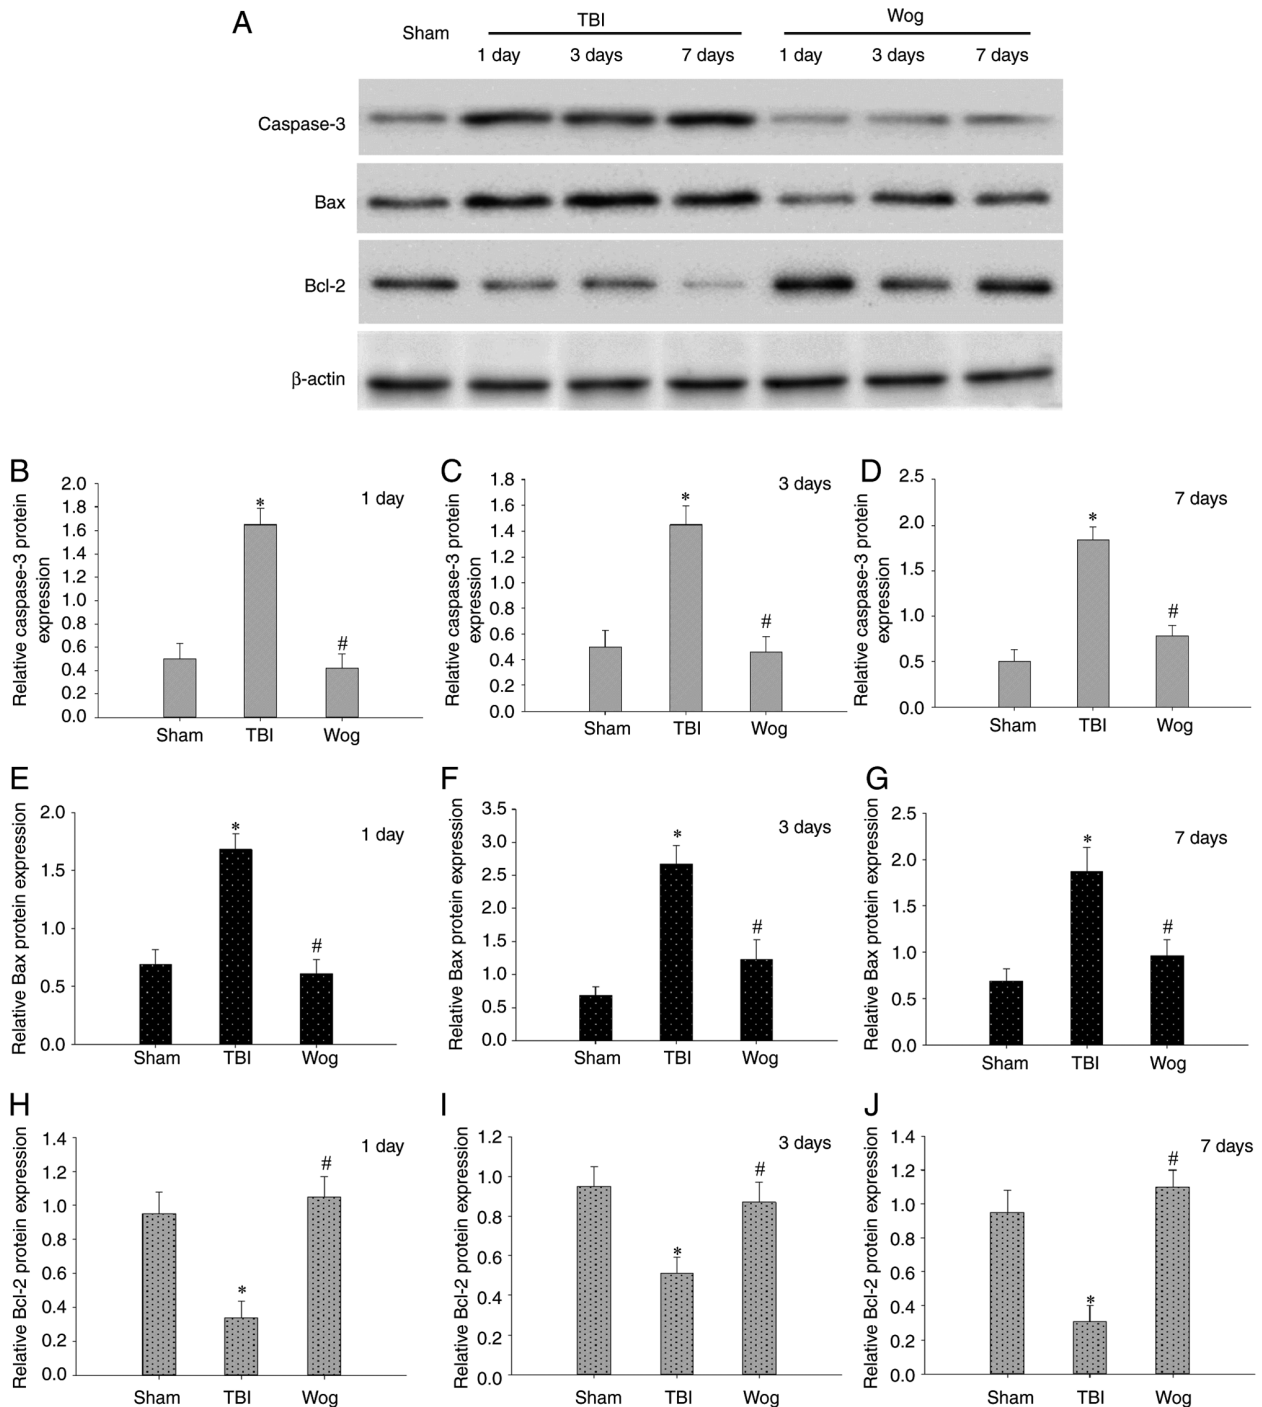 A
Sham
TBI
Wog
1 day
3 days
7 days
1 day
3 days
7 days
Caspase-3
Bax
Bcl-2
β-actin
B
Relative caspase-3 protein
expression
2.0
1.8
1.6
1.4
1.2
1.0
0.8
0.6
0.4
0.2
0.0
1 day
*
#
Sham
TBI
Wog
C
Relative caspase-3 protein
expression
1.8
1.6
1.4
1.2
1.0
0.8
0.6
0.4
0.2
0.0
3 days
*
#
Sham
TBI
Wog
D
Relative caspase-3 protein
expression
2.5
2.0
1.5
1.0
0.5
0.0
7 days
*
#
Sham
TBI
Wog
E
Relative Bax protein expression
2.0
1.5
1.0
0.5
0.0
1 day
*
#
Sham
TBI
Wog
F
Relative Bax protein expression
3.5
3.0
2.5
2.0
1.5
1.0
0.5
0.0
3 days
*
#
Sham
TBI
Wog
G
Relative Bax protein expression
2.5
2.0
1.5
1.0
0.5
0.0
7 days
*
#
Sham
TBI
Wog
H
Relative Bcl-2 protein expression
1.4
1.2
1.0
0.8
0.6
0.4
0.2
0.0
1 day
*
#
Sham
TBI
Wog
I
Relative Bcl-2 protein expression
1.2
1.0
0.8
0.6
0.4
0.2
0.0
3 days
*
#
Sham
TBI
Wog
J
Relative Bcl-2 protein expression
1.4
1.2
1.0
0.8
0.6
0.4
0.2
0.0
7 days
*
#
Sham
TBI
Wog